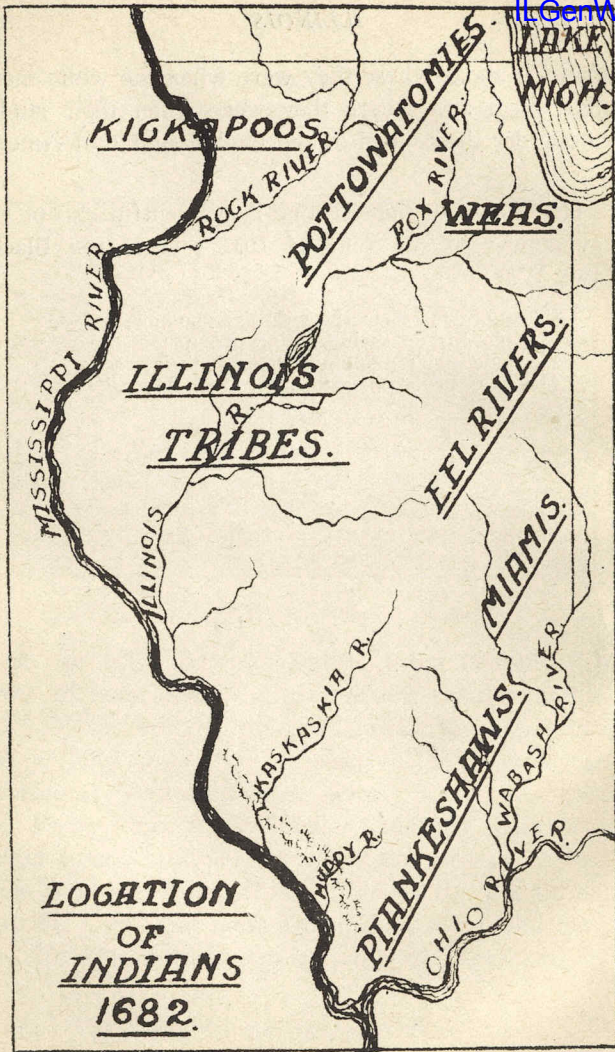 ILGenW
LAKE
MICH.
KICKAPOOS.
ROCK RIVER
POTTOWATOMIES.
FOX RIVER
WEAS.
MISSISSIPPI RIVER.
ILLINOIS
TRIBES.
ILLINOIS R.
EEL RIVERS.
MIAMIS.
KASKASKIA R.
WABASH RIVER.
PIANKESHAWS.
MUDDY R.
OHIO RIVER.
LOCATION
OF
INDIANS
1682.